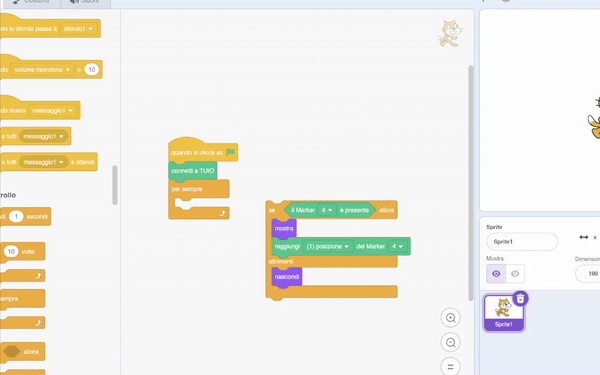 Costumi
Suoni
do lo sfondo passa a sfondo1
do volume microfono > 10
do ricevo messaggio1
a tutti messaggio1
a tutti messaggio1 e attendi
rollo
di 1 secondi
10 volte
empre
allora
quando si clicca su
connetti a TUIO
per sempre
se il Marker 4 è presente allora
mostra
raggiungi (1) posizione del Marker 4
altrimenti
nascondi
Sprite
Sprite1
x
Mostra
Dimensione
100
Sprite1